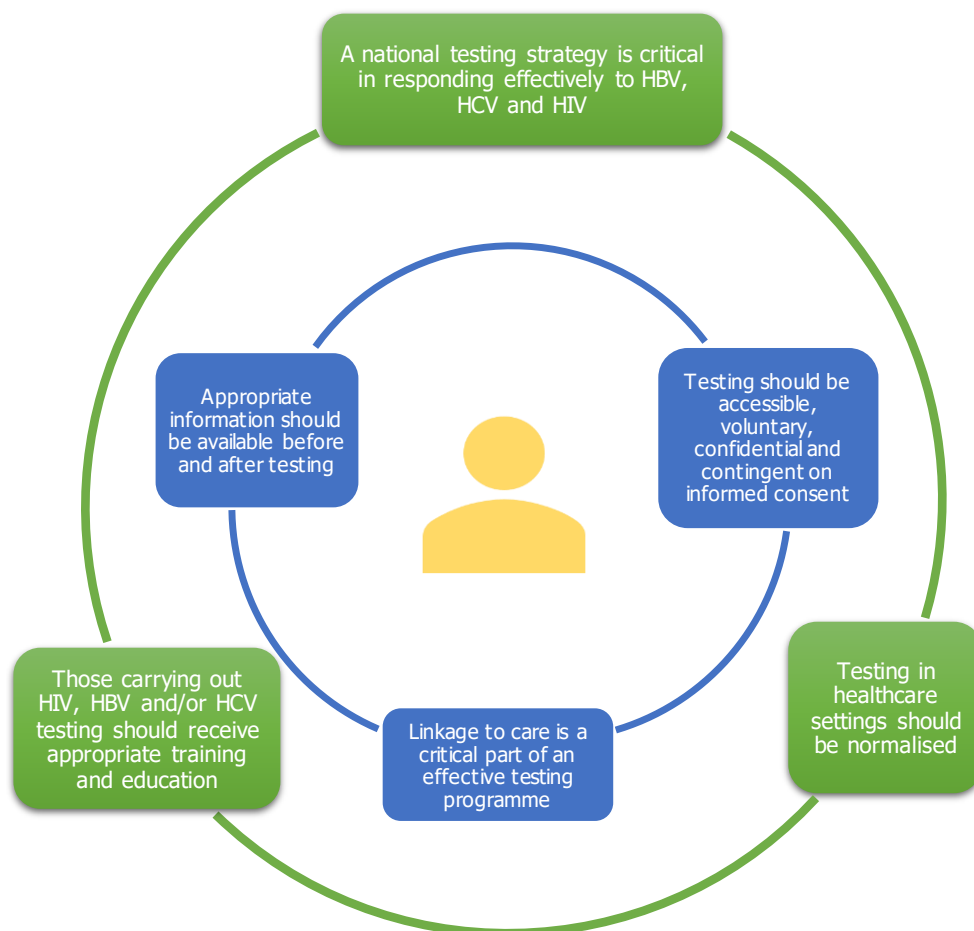 A national testing strategy is critical
in responding effectively to HBV,
HCV and HIV
Appropriate
information should
be available before
and after testing
Testing should be
accessible,
voluntary,
confidential and
contingent on
informed consent
Those carrying out
HIV, HBV and/or HCV
testing should receive
appropriate training
and education
Linkage to care is a
critical part of an
effective testing
programme
Testing in
healthcare
settings should
be normalised